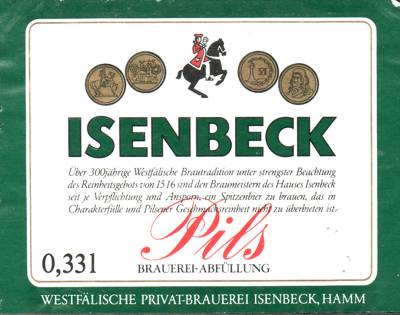 ISENBECK
Über 300jährige Westfälische Brautradition unter strengster Beachtung
des Reinheitsgebots von 1516 sind den Braumeistern des Hauses Isenbeck
seit je Verpflichtung und Ansporn, ein Spitzenbier zu brauen, das in
Charakterfülle und Pilsener Geschmacksreinheit nicht zu überbieten ist.
Pils
0,33l
BRAUEREI-ABFÜLLUNG
WESTFÄLISCHE PRIVAT-BRAUEREI ISENBECK, HAMM